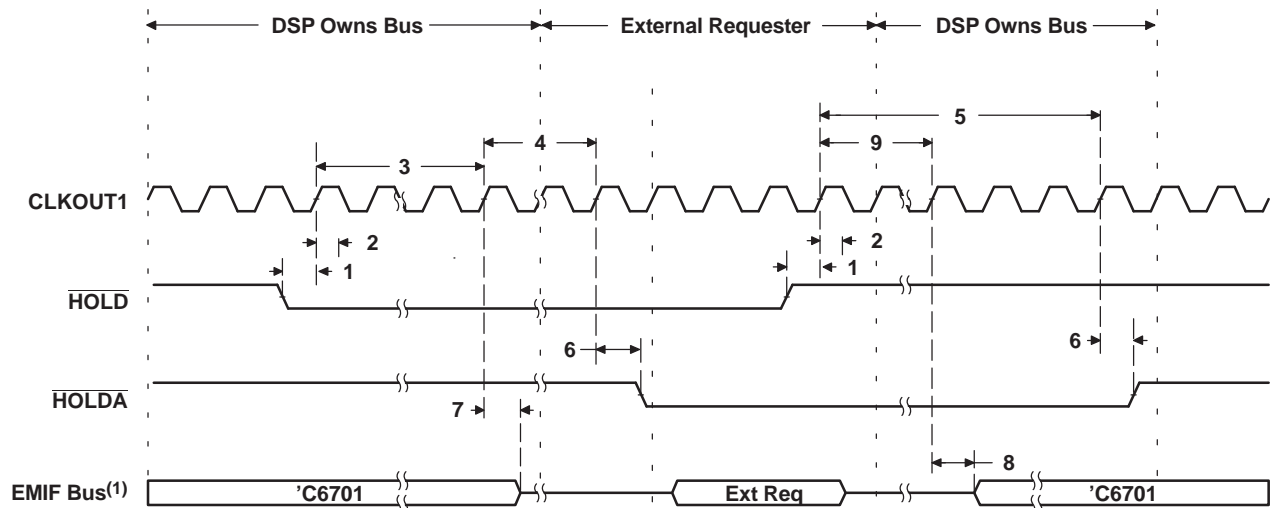 DSP Owns Bus External Requester DSP Owns Bus
5
4 9
3
CLKOUT1
2 2
1 1
HOLD
6 6
HOLDA
7
8
EMIF Bus(1) ’C6701 Ext Req ’C6701